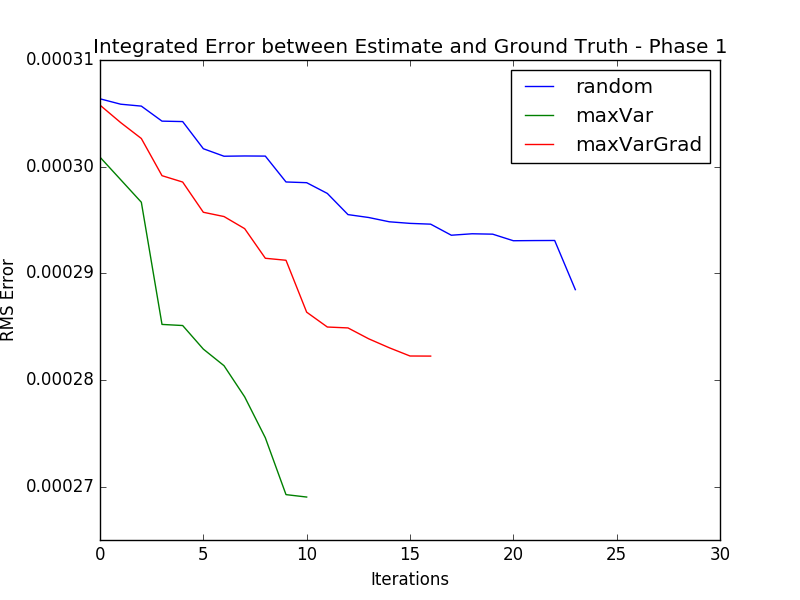 Integrated Error between Estimate and Ground Truth - Phase 1
0.00031
0.00030
0.00029
0.00028
0.00027
RMS Error
random
maxVar
maxVarGrad
0 5 10 15 20 25 30
Iterations